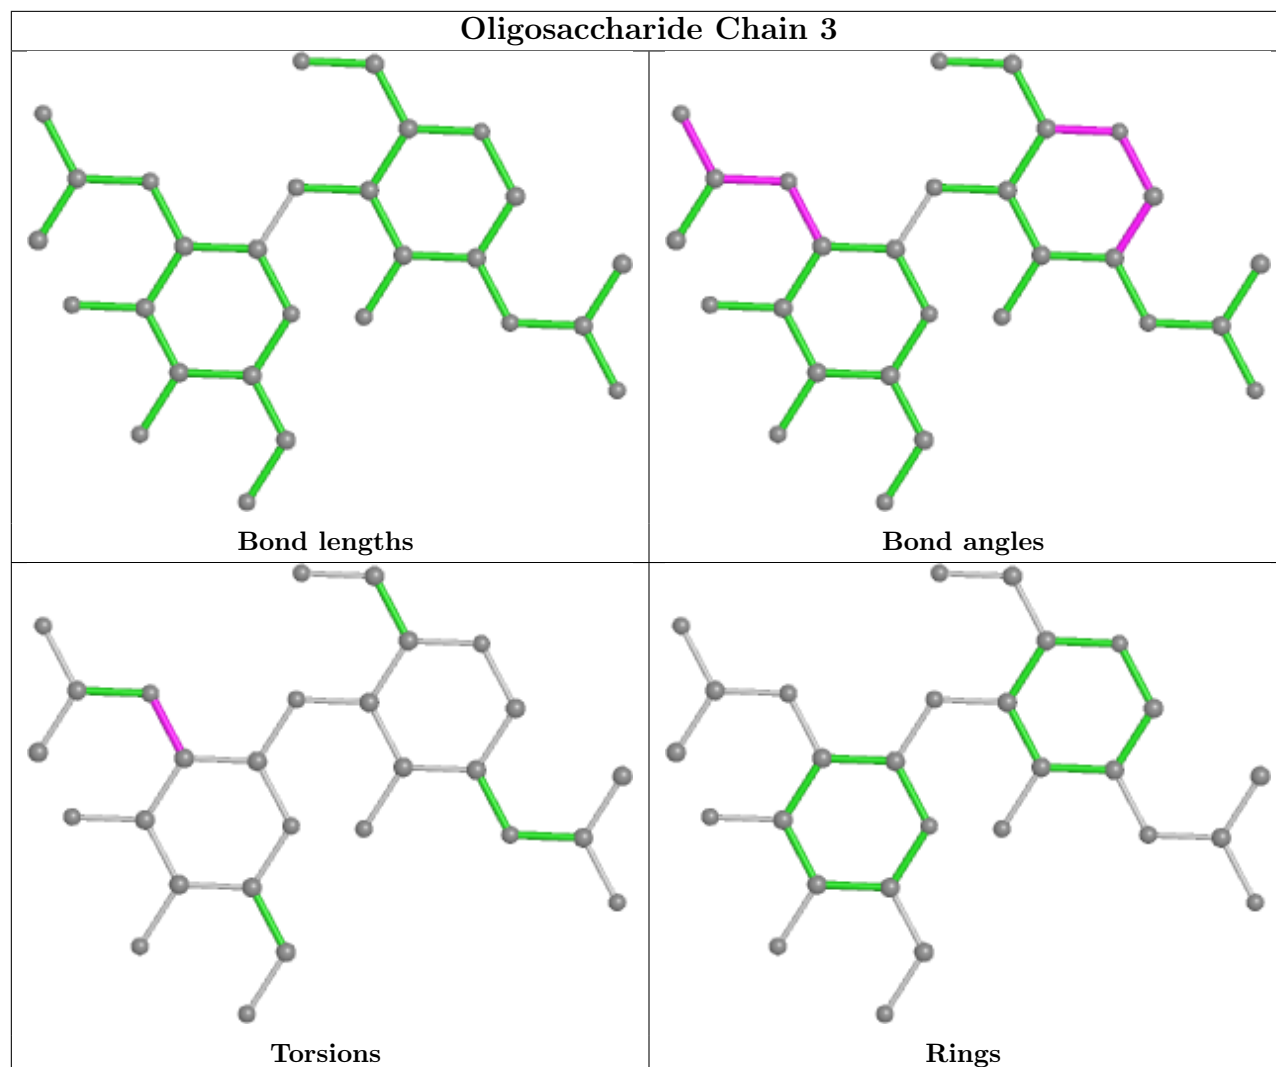 Oligosaccharide Chain 3
Bond lengths
Bond angles
Torsions
Rings